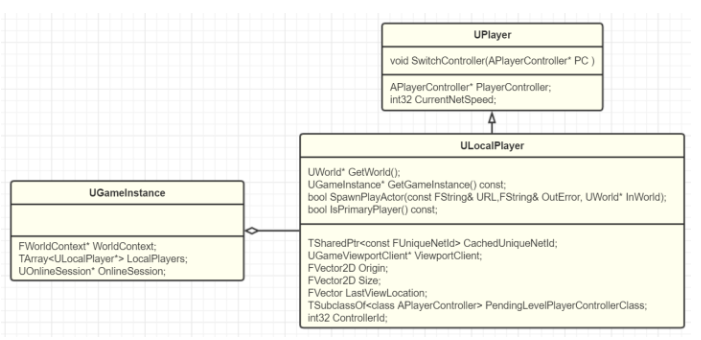 UPlayer
void SwitchController(APlayerController* PC )
APlayerController* PlayerController;
int32 CurrentNetSpeed;
ULocalPlayer
UWorld* GetWorld();
UGameInstance* GetGameInstance() const;
bool SpawnPlayActor(const FString& URL,FString& OutError, UWorld* InWorld);
bool IsPrimaryPlayer() const;
TSharedPtr<const FUniqueNetId> CachedUniqueNetId;
UGameViewportClient* ViewportClient;
FVector2D Origin;
FVector2D Size;
FVector LastViewLocation;
TSubclassOf<class APlayerController> PendingLevelPlayerControllerClass;
int32 ControllerId;
UGameInstance
FWorldContext* WorldContext;
TArray<ULocalPlayer*> LocalPlayers;
UOnlineSession* OnlineSession;